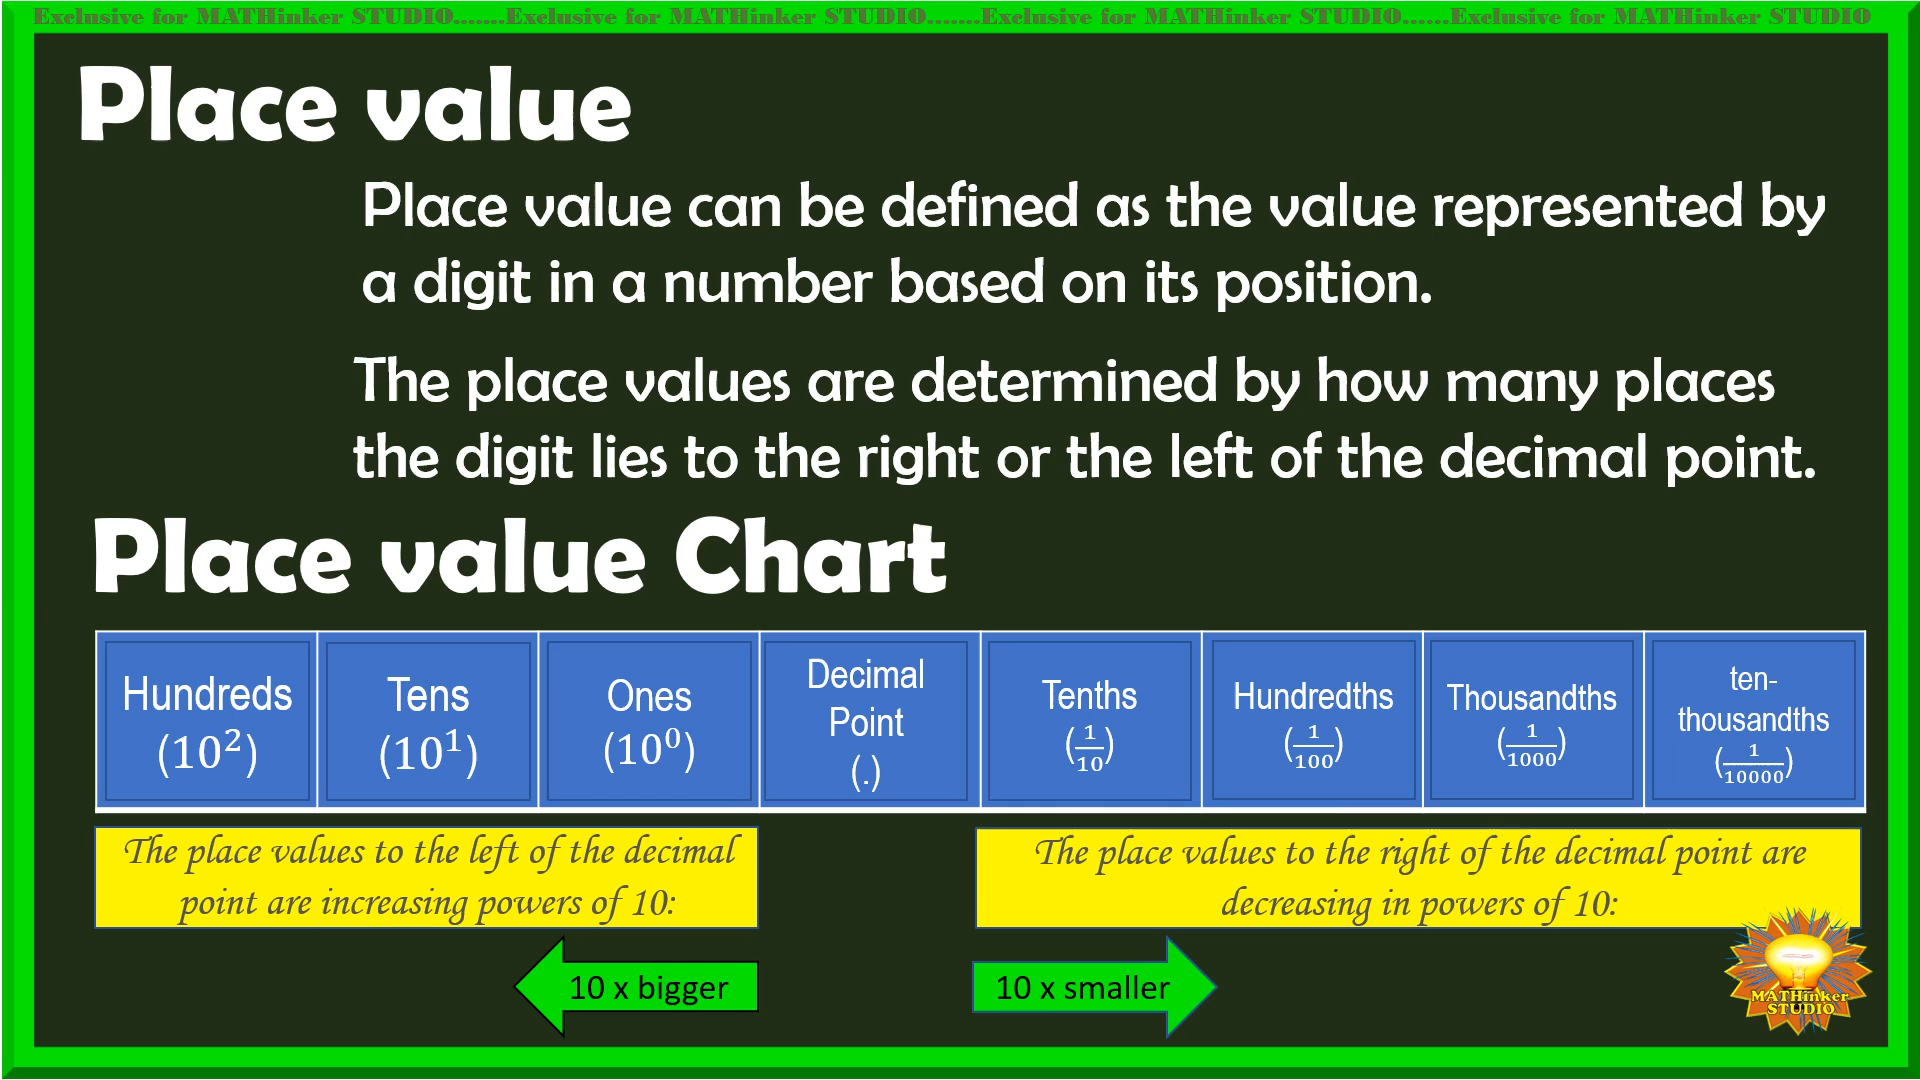 Exclusive for MATHinker STUDIO.......Exclusive for MATHinker STUDIO.......Exclusive for MATHinker STUDIO......Exclusive for MATHinker STUDIO
Place value
Place value can be defined as the value represented by
a digit in a number based on its position.
The place values are determined by how many places
the digit lies to the right or the left of the decimal point.
Place value Chart
Hundreds
(10²)
Tens
(10¹)
Ones
(10⁰)
Decimal
Point
(.)
Tenths
(1/10)
Hundredths
(1/100)
Thousandths
(1/1000)
ten-
thousandths
(1/10000)
The place values to the left of the decimal
point are increasing powers of 10:
The place values to the right of the decimal point are
decreasing in powers of 10:
10 x bigger
10 x smaller
MATHinker
STUDIO